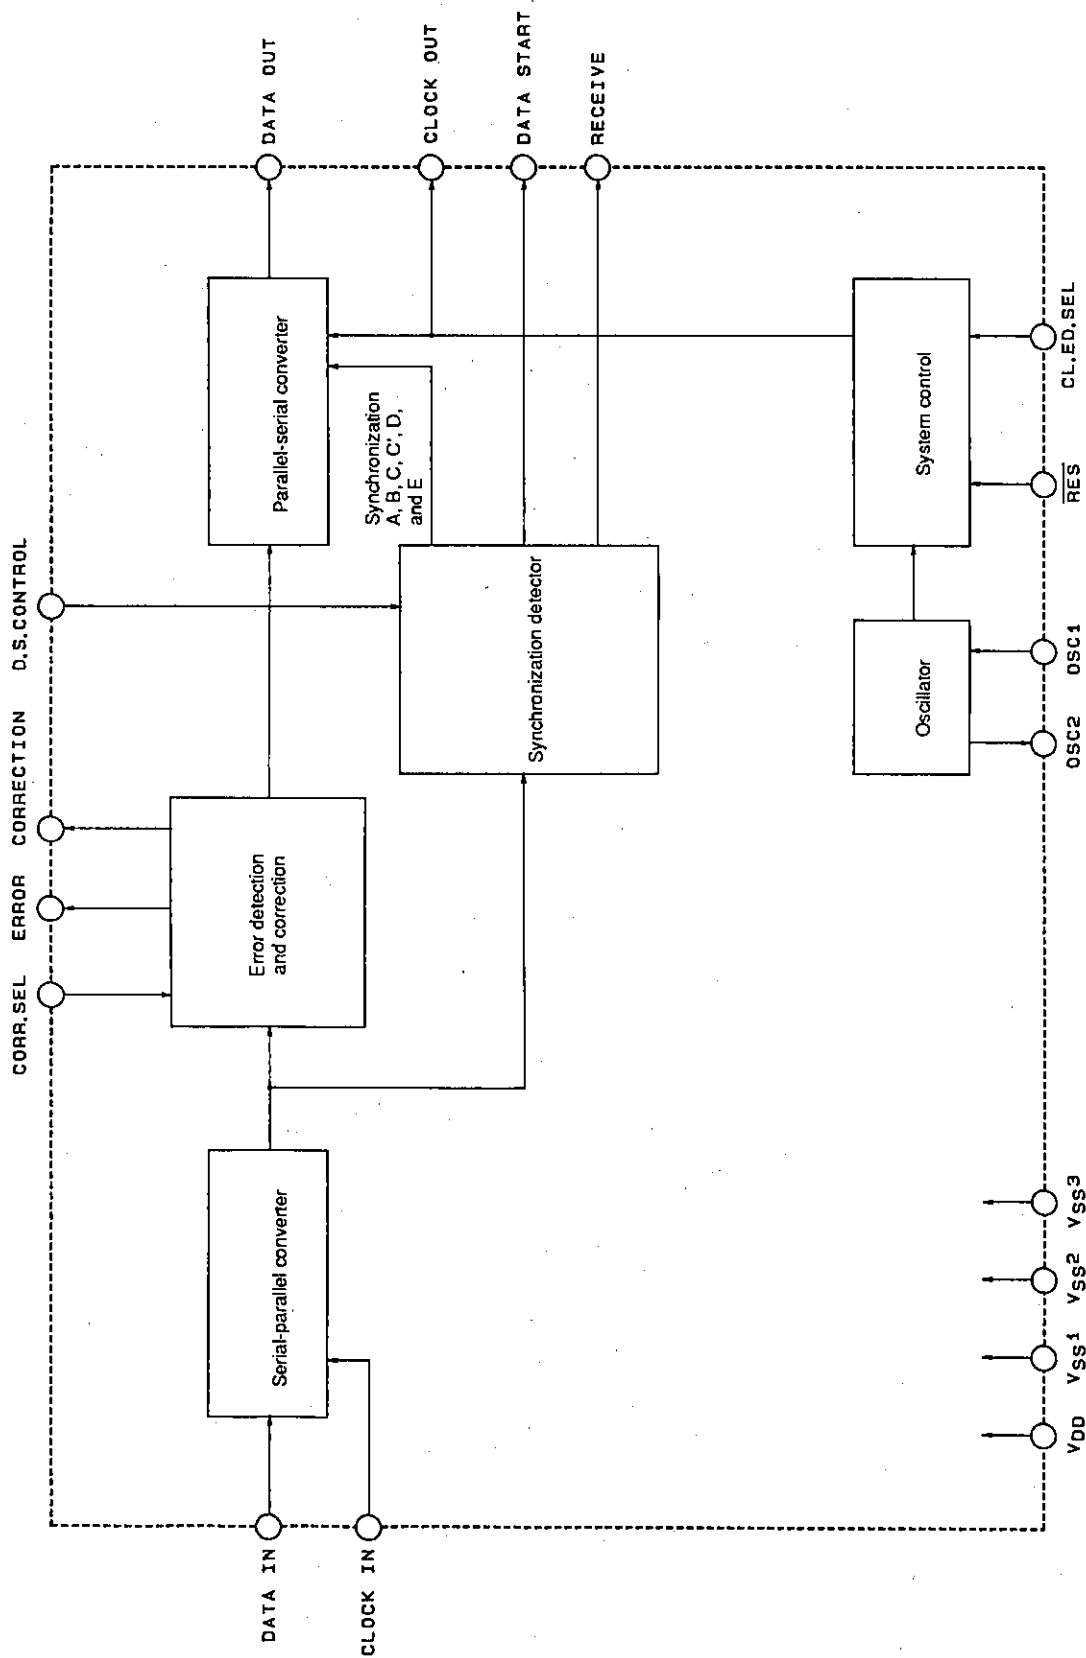 CORR.SEL
ERROR
CORRECTION
D.S.CONTROL
DATA IN
CLOCK IN
Serial-parallel converter
Error detection
and correction
Parallel-serial converter
DATA OUT
Synchronization
A, B, C, C', D,
and E
CLOCK OUT
Synchronization detector
DATA START
RECEIVE
Oscillator
System control
VDD
VSS1
VSS2
VSS3
OSC2
OSC1
RES
CL.ED.SEL